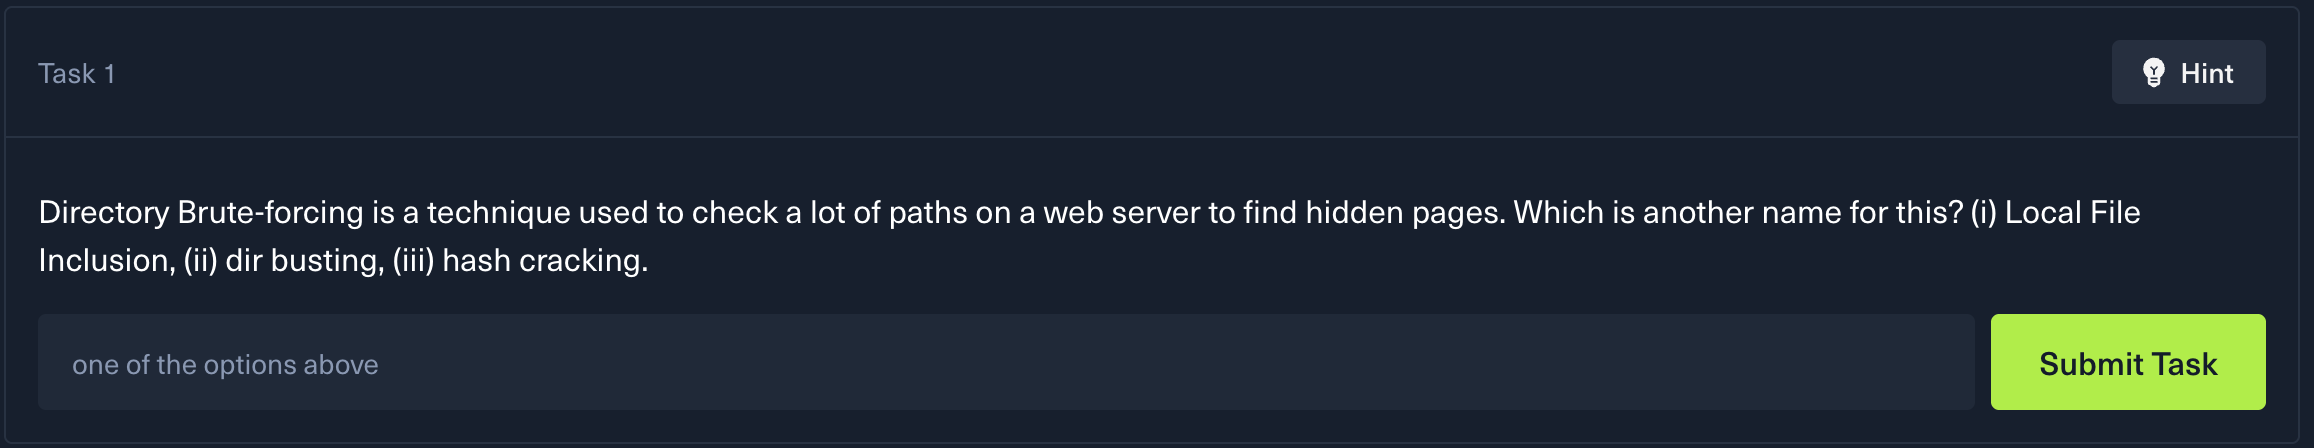 Task 1
Hint
Directory Brute-forcing is a technique used to check a lot of paths on a web server to find hidden pages. Which is another name for this? (i) Local File
Inclusion, (ii) dir busting, (iii) hash cracking.
one of the options above
Submit Task